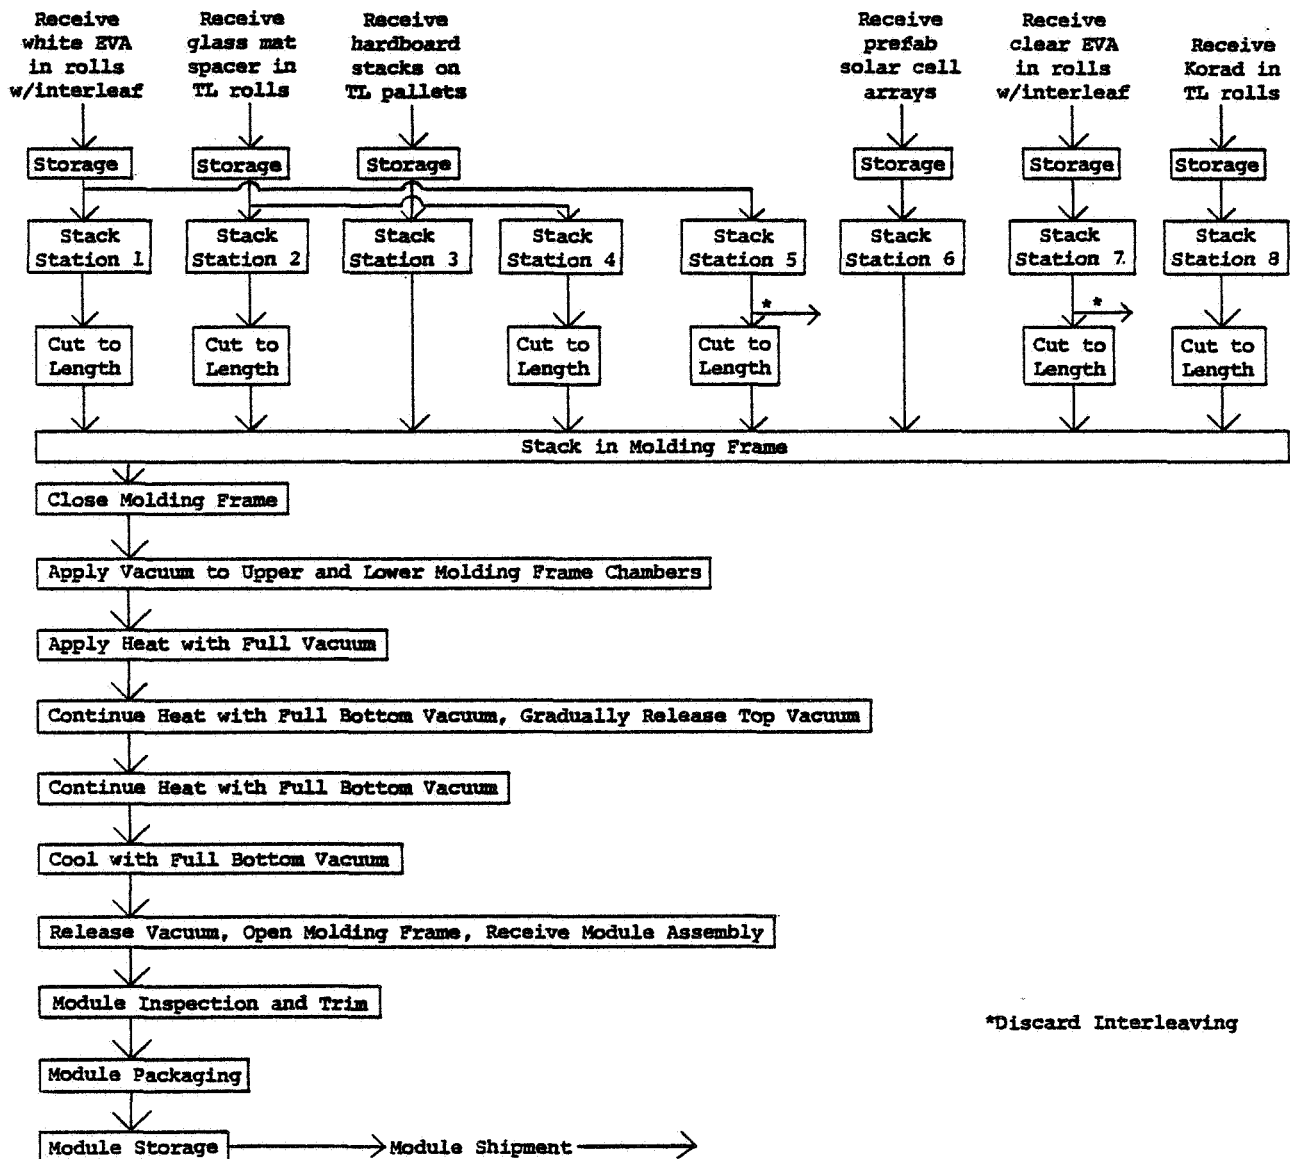 Receive
white EVA
in rolls
w/interleaf
Receive
glass mat
spacer in
TL rolls
Receive
hardboard
stacks on
TL pallets
Receive
prefab
solar cell
arrays
Receive
clear EVA
in rolls
w/interleaf
Receive
Korad in
TL rolls
Storage
Storage
Storage
Storage
Storage
Storage
Stack
Station 1
Stack
Station 2
Stack
Station 3
Stack
Station 4
Stack
Station 5
Stack
Station 6
Stack
Station 7
Stack
Station 8
*
*
Cut to
Length
Cut to
Length
Cut to
Length
Cut to
Length
Cut to
Length
Cut to
Length
Stack in Molding Frame
Close Molding Frame
Apply Vacuum to Upper and Lower Molding Frame Chambers
Apply Heat with Full Vacuum
Continue Heat with Full Bottom Vacuum, Gradually Release Top Vacuum
Continue Heat with Full Bottom Vacuum
Cool with Full Bottom Vacuum
Release Vacuum, Open Molding Frame, Receive Module Assembly
Module Inspection and Trim
*Discard Interleaving
Module Packaging
Module Storage
Module Shipment